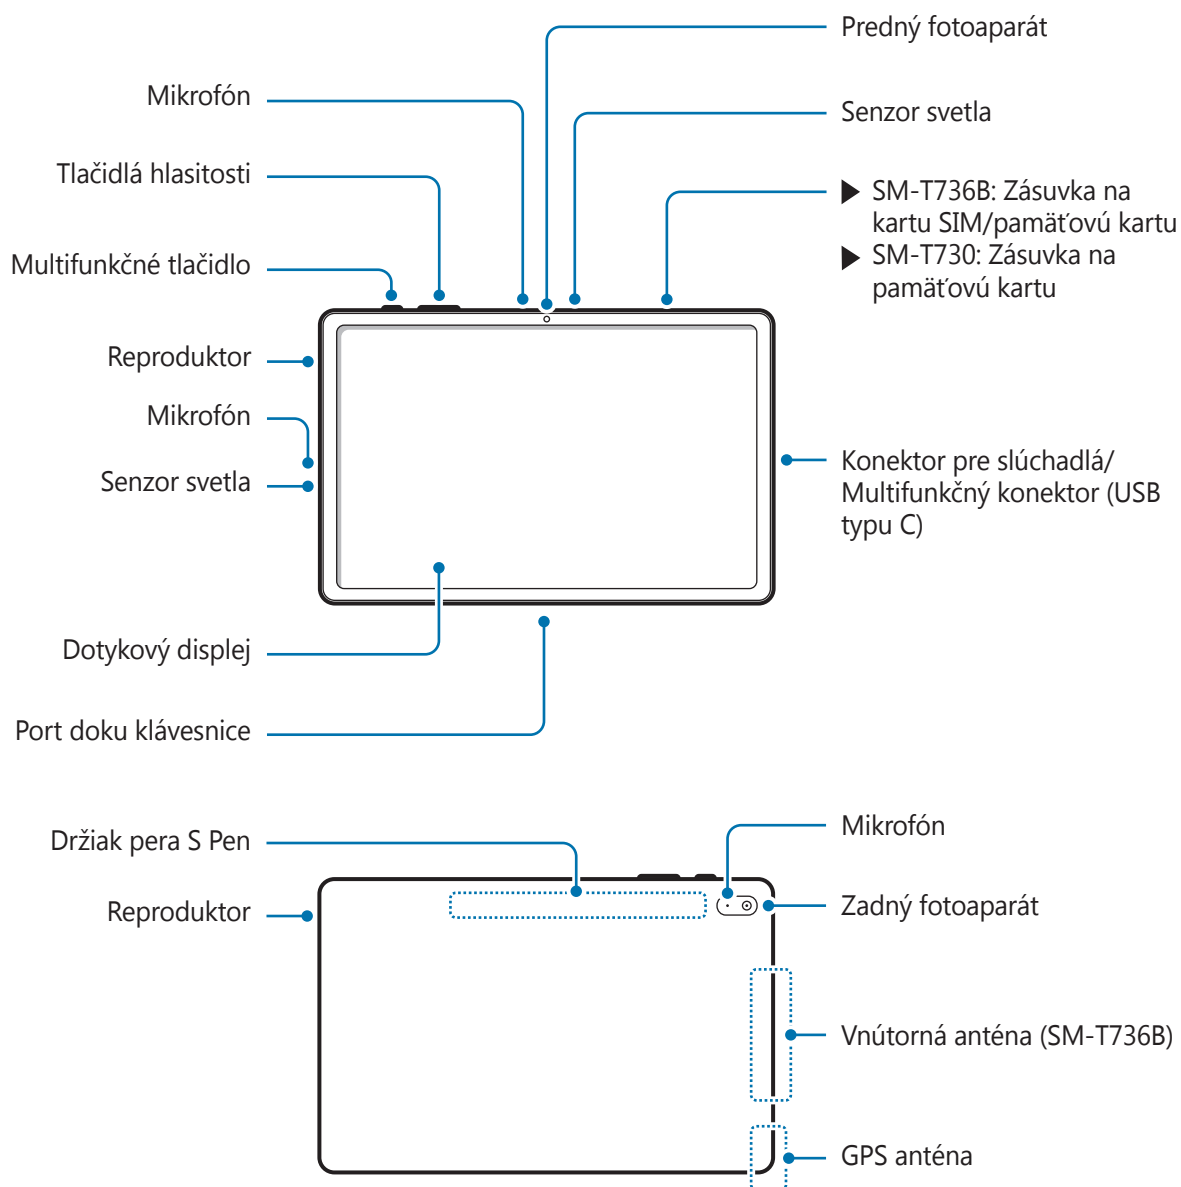 Predný fotoaparát
Mikrofón
Senzor svetla
Tlačidlá hlasitosti
SM-T736B: Zásuvka na
kartu SIM/pamäťovú kartu
SM-T730: Zásuvka na
pamäťovú kartu
Multifunkčné tlačidlo
Reproduktor
Mikrofón
Senzor svetla
Konektor pre slúchadlá/
Multifunkčný konektor (USB
typu C)
Dotykový displej
Port doku klávesnice
Držiak pera S Pen
Mikrofón
Reproduktor
Zadný fotoaparát
Vnútorná anténa (SM-T736B)
GPS anténa